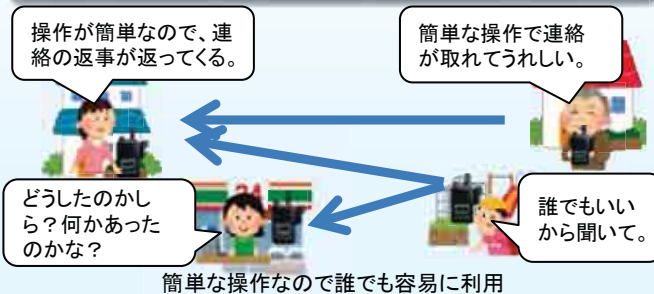 操作が簡単なので、連
絡の返事が返ってくる。
簡単な操作で連絡
が取れてうれしい。
どうしたのかし
ら？何かあった
のかな？
24
誰でもいい
から聞いて。
簡単な操作なので誰でも容易に利用